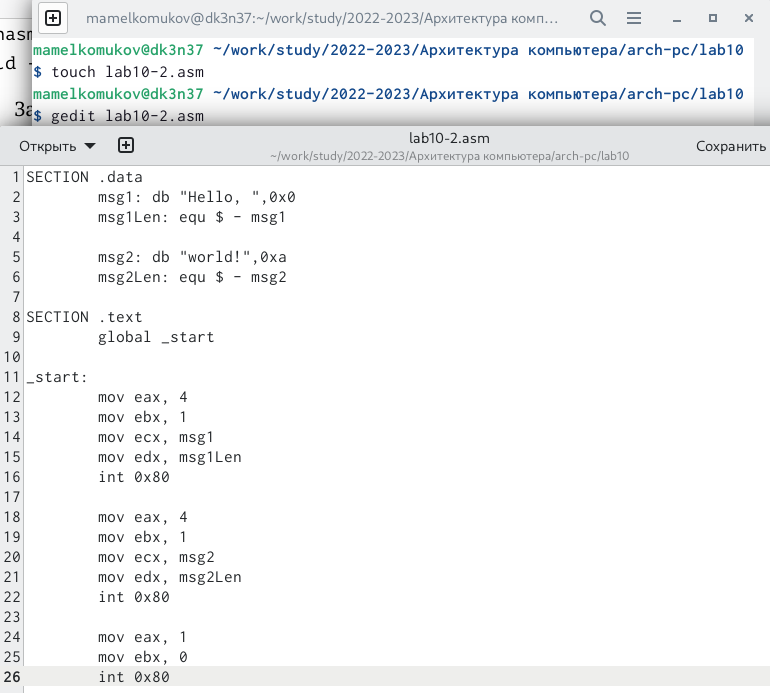 mamelkomukov@dk3n37:~/work/study/2022-2023/Архитектура комп…
mamelkomukov@dk3n37 ~/work/study/2022-2023/Архитектура компьютера/arch-pc/lab10
$ touch lab10-2.asm
mamelkomukov@dk3n37 ~/work/study/2022-2023/Архитектура компьютера/arch-pc/lab10
$ gedit lab10-2.asm
Открыть
lab10-2.asm
~/work/study/2022-2023/Архитектура компьютера/arch-pc/lab10
Сохранить
1 SECTION .data
2 msg1: db "Hello, ",0x0
3 msg1Len: equ $ - msg1
4
5 msg2: db "world!",0xa
6 msg2Len: equ $ - msg2
7
8 SECTION .text
9 global _start
10
11 _start:
12 mov eax, 4
13 mov ebx, 1
14 mov ecx, msg1
15 mov edx, msg1Len
16 int 0x80
17
18 mov eax, 4
19 mov ebx, 1
20 mov ecx, msg2
21 mov edx, msg2Len
22 int 0x80
23
24 mov eax, 1
25 mov ebx, 0
26 int 0x80